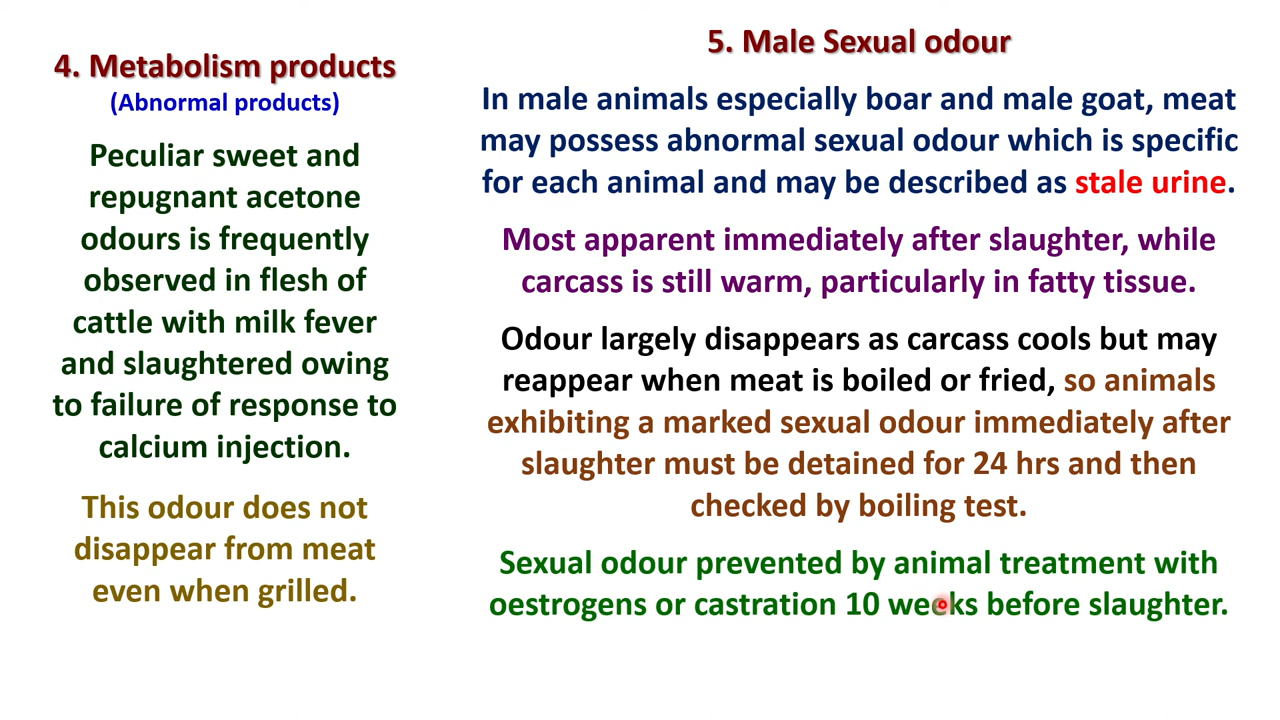 4. Metabolism products
(Abnormal products)
Peculiar sweet and
repugnant acetone
odours is frequently
observed in flesh of
cattle with milk fever
and slaughtered owing
to failure of response to
calcium injection.
This odour does not
disappear from meat
even when grilled.
5. Male Sexual odour
In male animals especially boar and male goat, meat
may possess abnormal sexual odour which is specific
for each animal and may be described as stale urine.
Most apparent immediately after slaughter, while
carcass is still warm, particularly in fatty tissue.
Odour largely disappears as carcass cools but may
reappear when meat is boiled or fried, so animals
exhibiting a marked sexual odour immediately after
slaughter must be detained for 24 hrs and then
checked by boiling test.
Sexual odour prevented by animal treatment with
oestrogens or castration 10 weeks before slaughter.